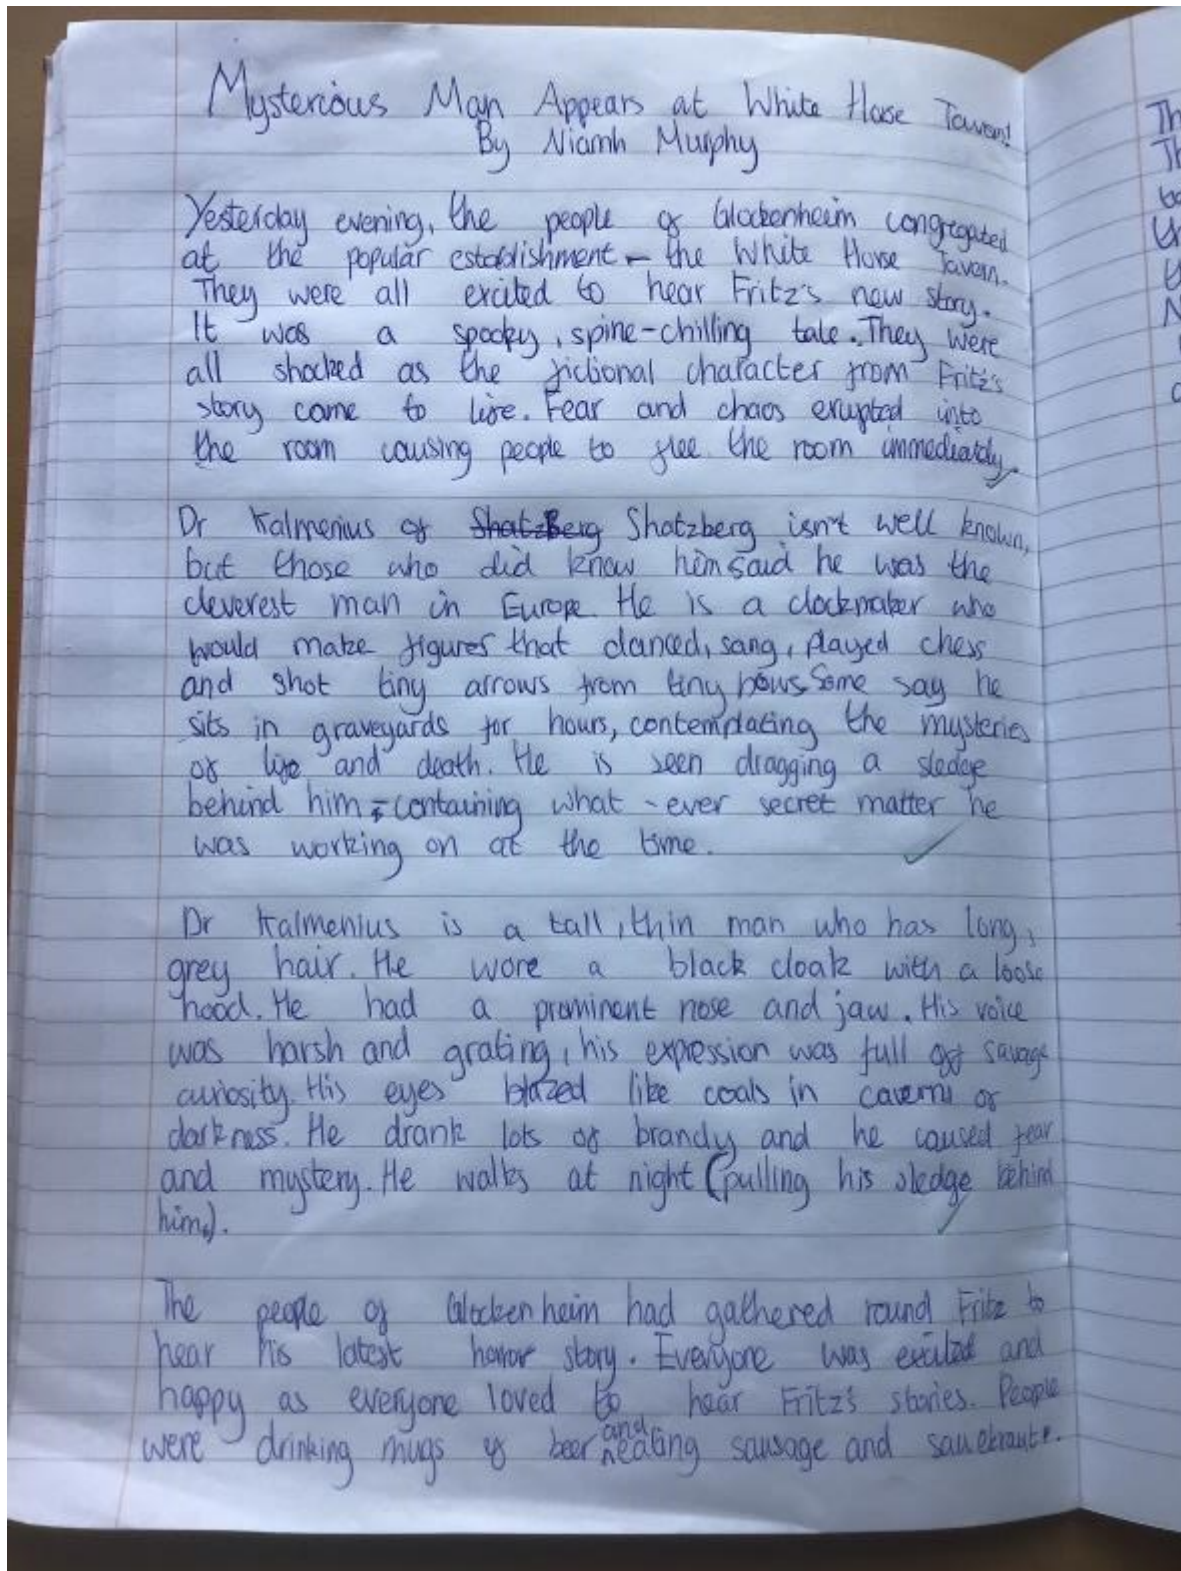 Mysterious Man Appears at White Horse Tavern!
By Niamh Murphy
Yesterday evening, the people of Glockenheim congregated
at the popular establishment - the White Horse Tavern.
They were all excited to hear Fritz's new story.
It was a spooky, spine-chilling tale. They were
all shocked as the fictional character from Fritz's
story came to life. Fear and chaos erupted into
the room causing people to flee the room immediately.
Dr Kalmenius of Shatzberg Shatzberg isn't well known,
but those who did know him said he was the
cleverest man in Europe. He is a clockmaker who
would make figures that danced, sang, played chess
and shot tiny arrows from tiny bows. Some say he
sits in graveyards for hours, contemplating the mysteries
of life and death. He is seen dragging a sledge
behind him - containing what-ever secret matter he
was working on at the time.
Dr Kalmenius is a tall, thin man who has long,
grey hair. He wore a black cloak with a loose
hood. He had a prominent nose and jaw. His voice
was harsh and grating, his expression was full of savage
curiosity. His eyes blazed like coals in caverns of
darkness. He drank lots of brandy and he caused fear
and mystery. He walks at night (pulling his sledge behind
him.).
The people of Glockenheim had gathered round Fritz to
hear his latest horror story. Everyone was excited and
happy as everyone loved to hear Fritz's stories. People
were drinking mugs of beer and eating sausage and sauekraute.